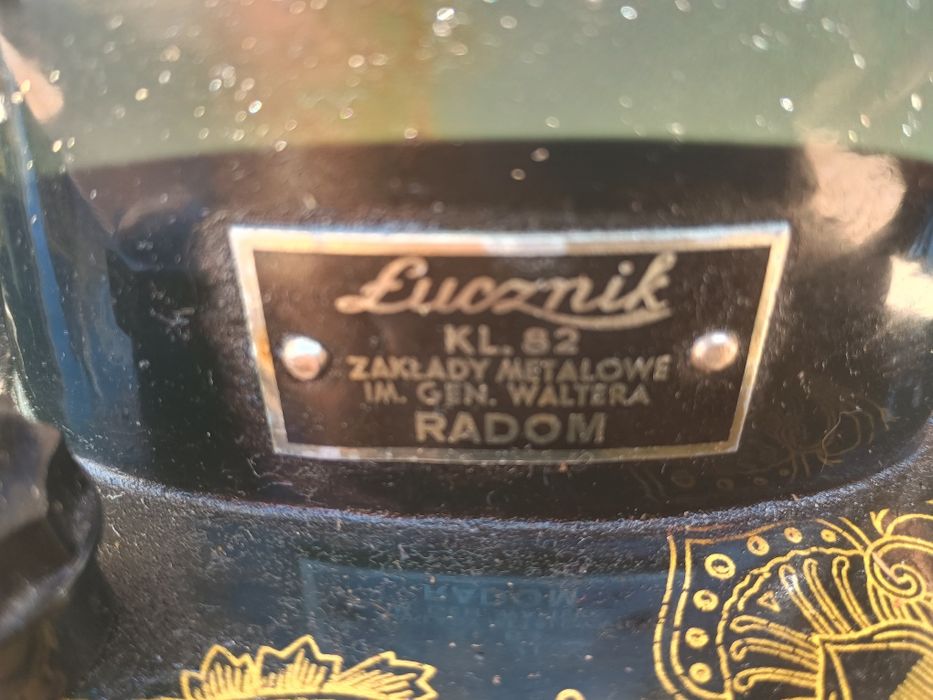 Łucznik
KL. 82
ZAKŁADY METALOWE
IM. GEN. WALTERA
RADOM